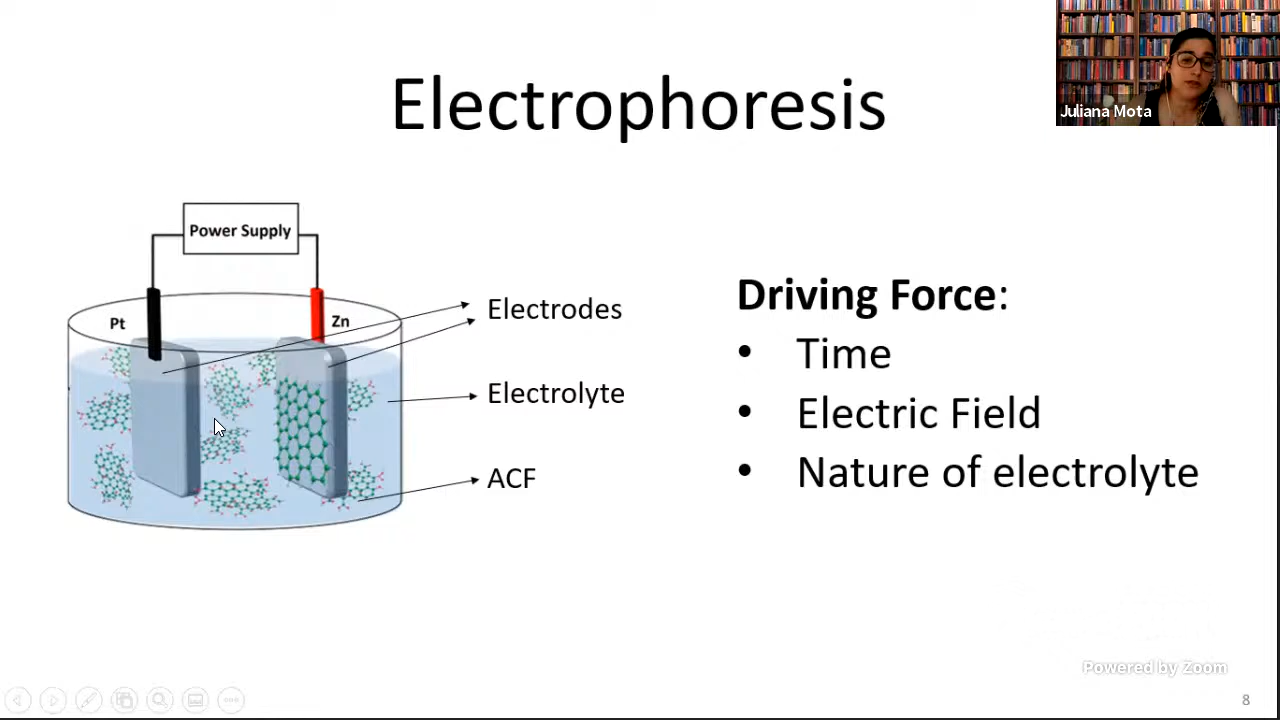 Juliana Mota
Electrophoresis
Power Supply
Pt
Zn
Electrodes
Electrolyte
ACF
Driving Force:
• Time
• Electric Field
• Nature of electrolyte
Powered by Zoom
8